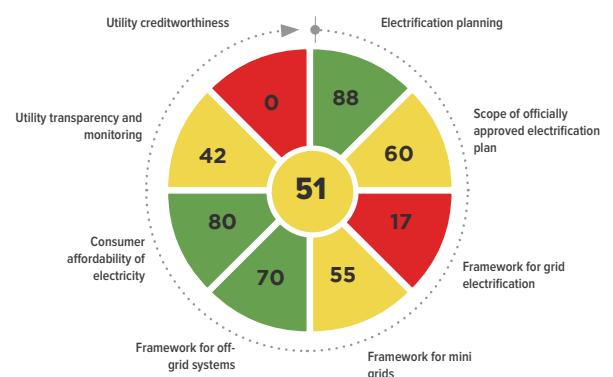 Utility creditworthiness
Electrification planning
0
88
Utility transparency and
monitoring
Scope of officially
approved electrification
plan
42
60
51
80
17
Consumer
affordability of
electricity
Framework for grid
electrification
70
55
Framework for off-
grid systems
Framework for mini
grids